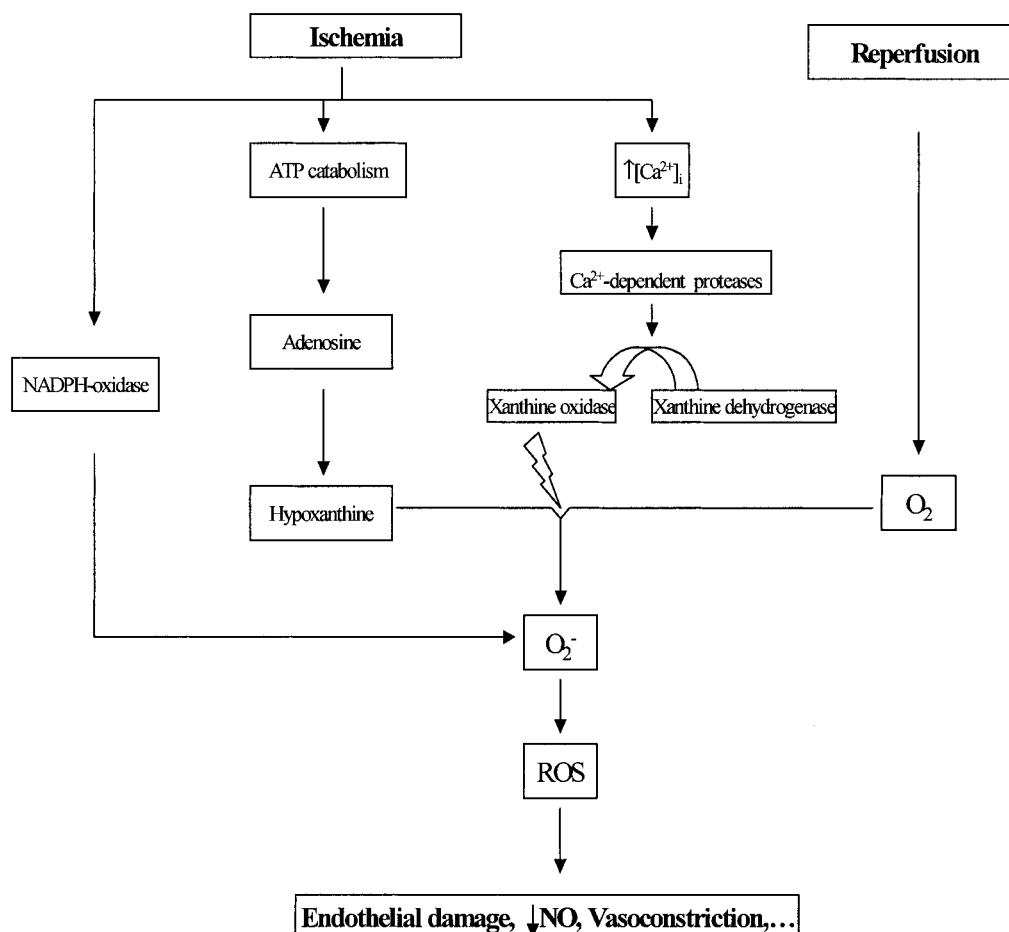 Ischemia
Reperfusion
ATP catabolism
↑[Ca²⁺]ᵢ
Ca²⁺-dependent proteases
Adenosine
NADPH-oxidase
Xanthine oxidase
Xanthine dehydrogenase
Hypoxanthine
O₂
O₂⁻
ROS
Endothelial damage, ↓NO, Vasoconstriction,…